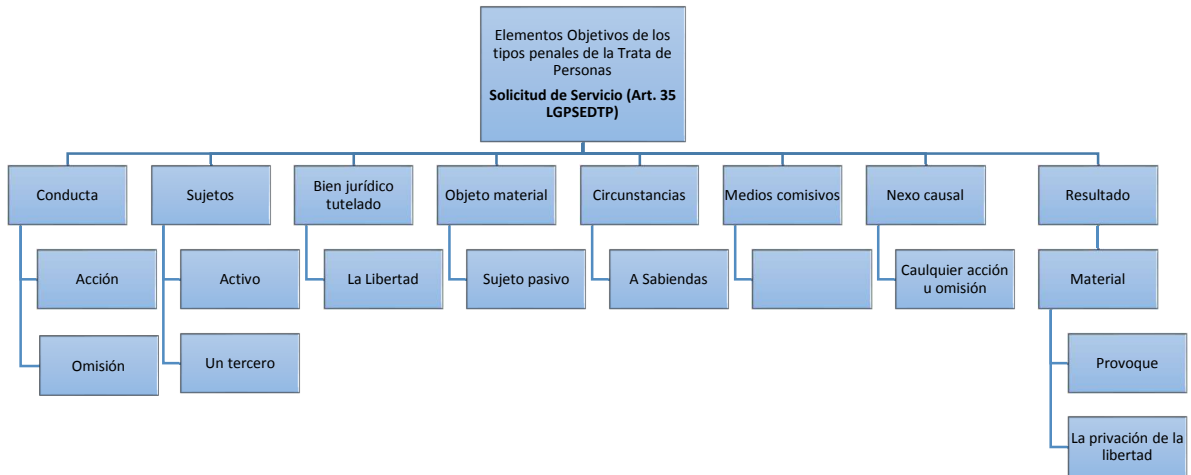 Elementos Objetivos de los
tipos penales de la Trata de
Personas
Solicitud de Servicio (Art. 35
LGPSEDTP)
Conducta
Sujetos
Bien jurídico
tutelado
Objeto material
Circunstancias
Medios comisivos
Nexo causal
Resultado
Acción
Activo
La Libertad
Sujeto pasivo
A Sabiendas
Caulquier acción
u omisión
Material
Omisión
Un tercero
Provoque
La privación de la
libertad